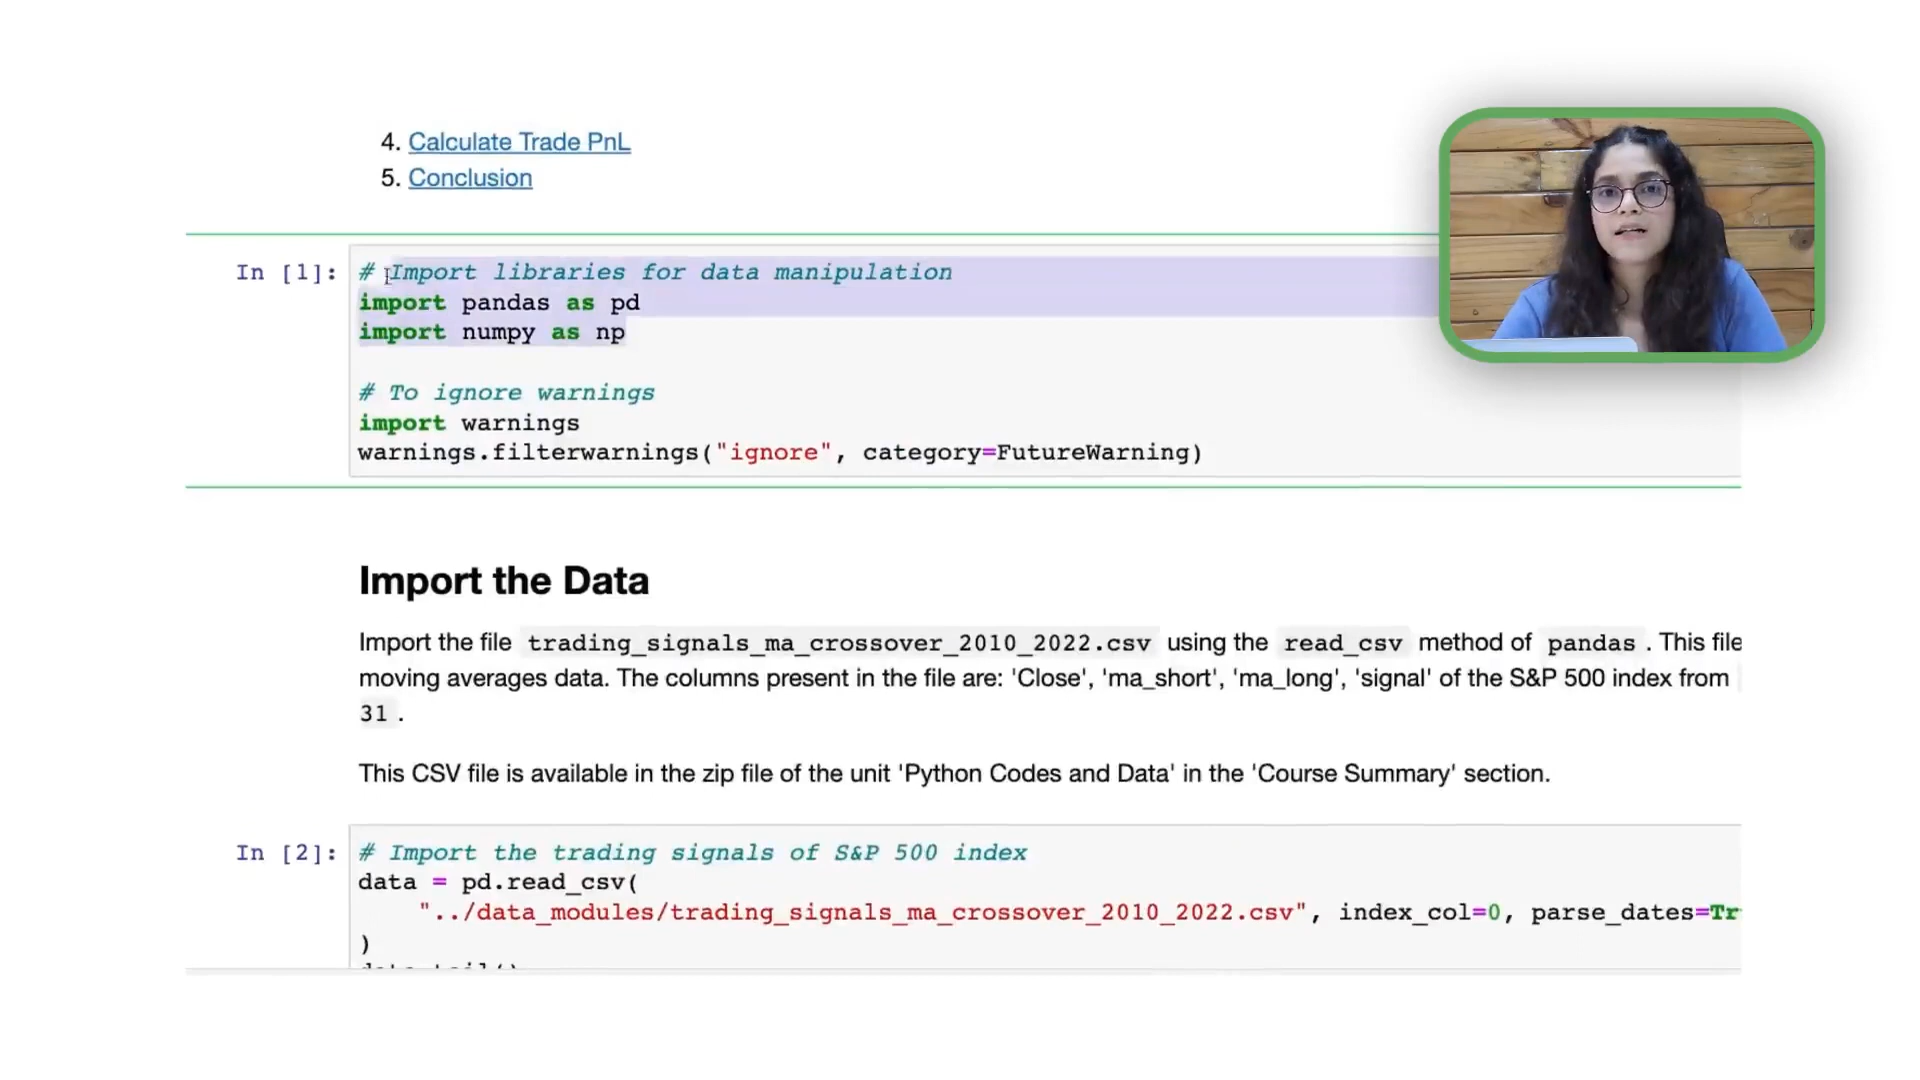 4. Calculate Trade PnL
5. Conclusion
In [1]:
# Import libraries for data manipulation
import pandas as pd
import numpy as np
# To ignore warnings
import warnings
warnings.filterwarnings("ignore", category=FutureWarning)
Import the Data
Import the file trading_signals_ma_crossover_2010_2022.csv using the read_csv method of pandas . This file
moving averages data. The columns present in the file are: 'Close', 'ma_short', 'ma_long', 'signal' of the S&P 500 index from
31 .
This CSV file is available in the zip file of the unit 'Python Codes and Data' in the 'Course Summary' section.
In [2]:
# Import the trading signals of S&P 500 index
data = pd.read_csv(
"../data_modules/trading_signals_ma_crossover_2010_2022.csv", index_col=0, parse_dates=Tr
)